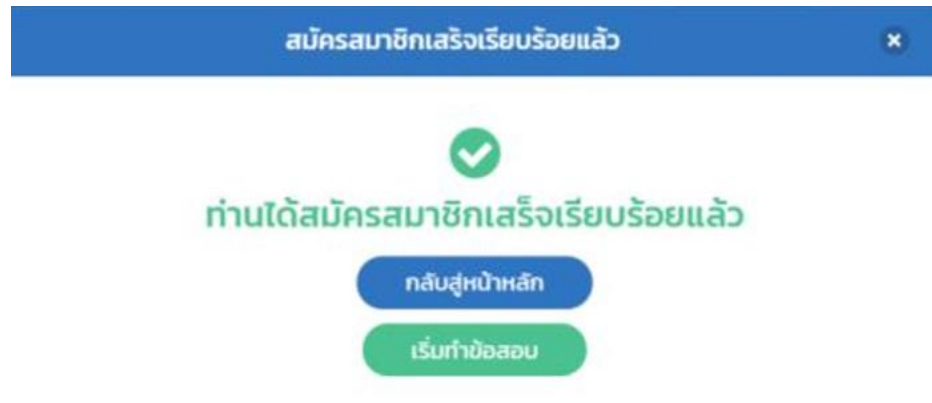 สมัครสมาชิกเสร็จเรียบร้อยแล้ว
ท่านได้สมัครสมาชิกเสร็จเรียบร้อยแล้ว
กลับสู่หน้าหลัก
เริ่มทำข้อสอบ